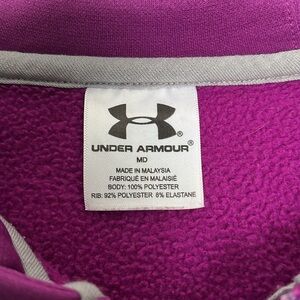 ®
UNDER ARMOUR®
MD
MADE IN MALAYSIA
FABRIQUÉ EN MALAISIE
BODY: 100% POLYESTER
RIB: 92% POLYESTER 8% ELASTANE